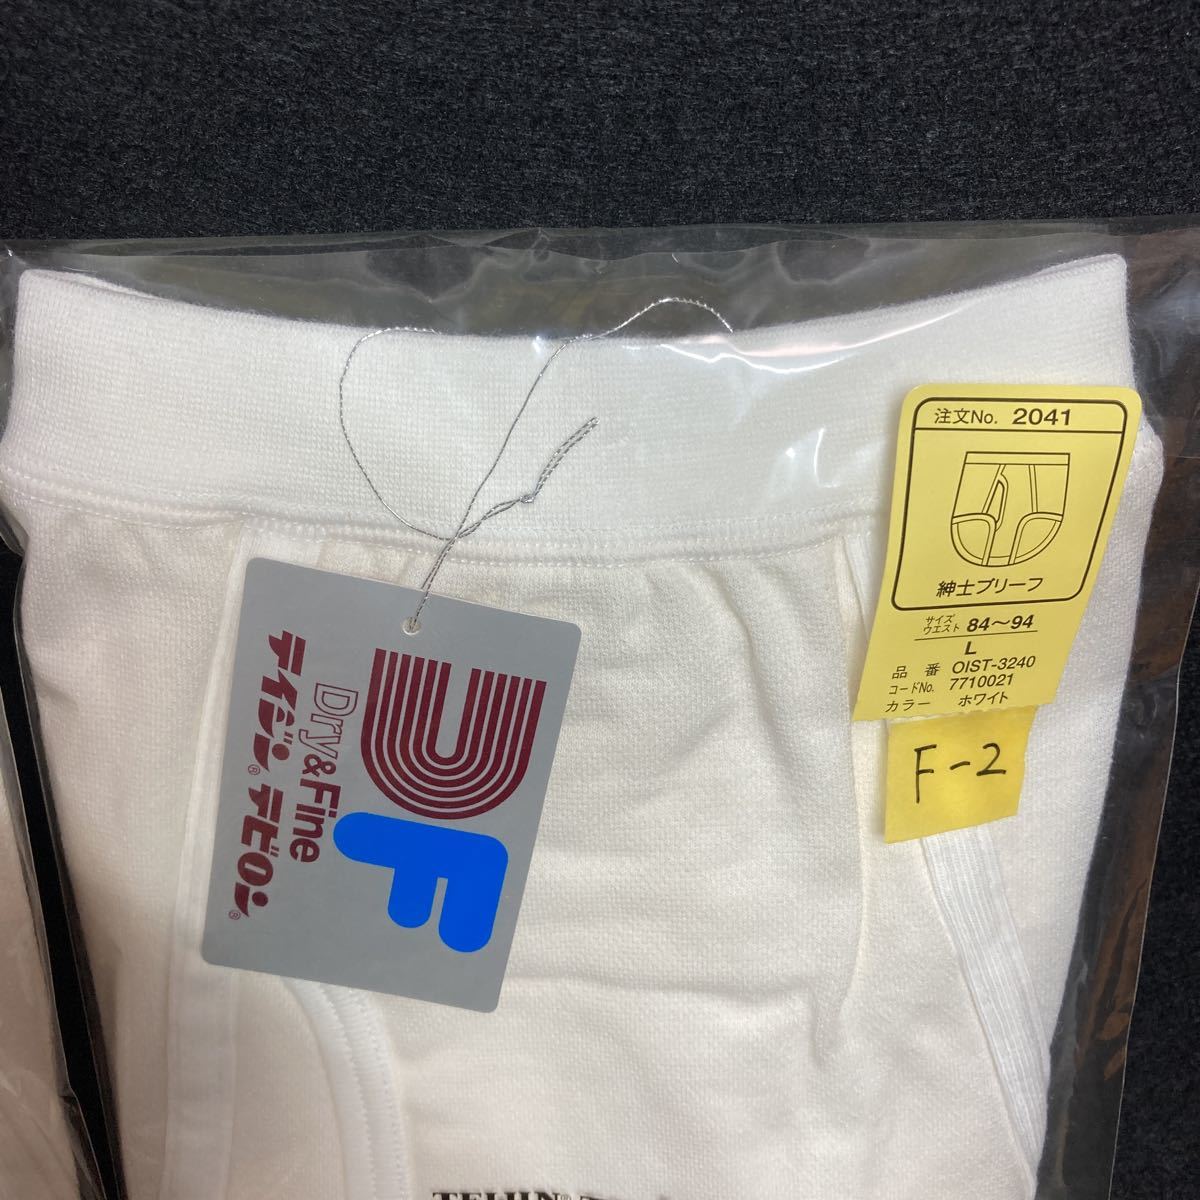 注文No. 2041
紳士ブリーフ
サイズ
ウエスト 84〜94
L
品 番 OIST-3240
コードNo. 7710021
カラー ホワイト
F-2
DF
Dry&Fine
テイジン® テビロン®
TEIJIN®